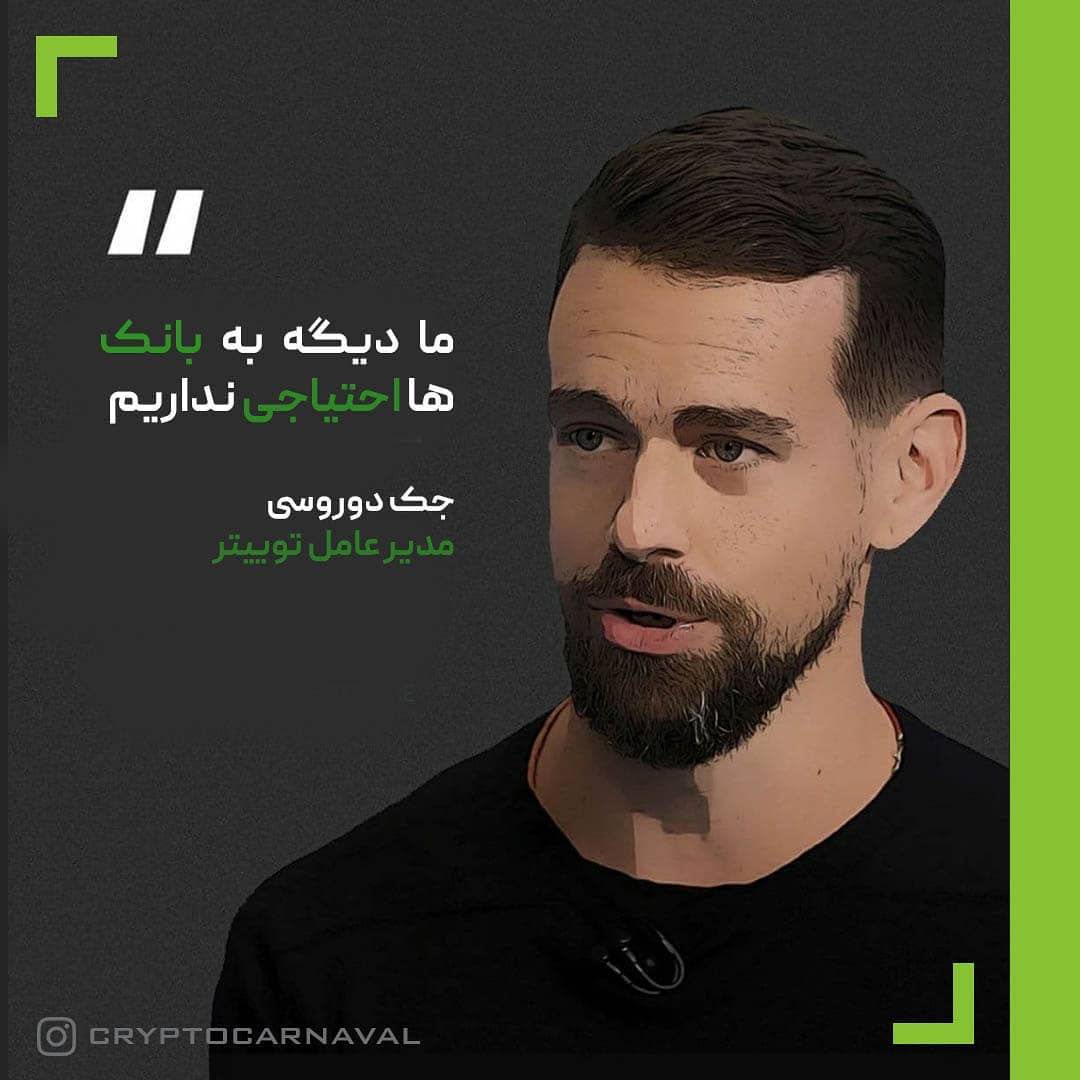 ما دیگه به بانک
ها احتیاجی نداریم
جک دوروسی
مدیر عامل توییتر
CRYPTOCARNAVAL